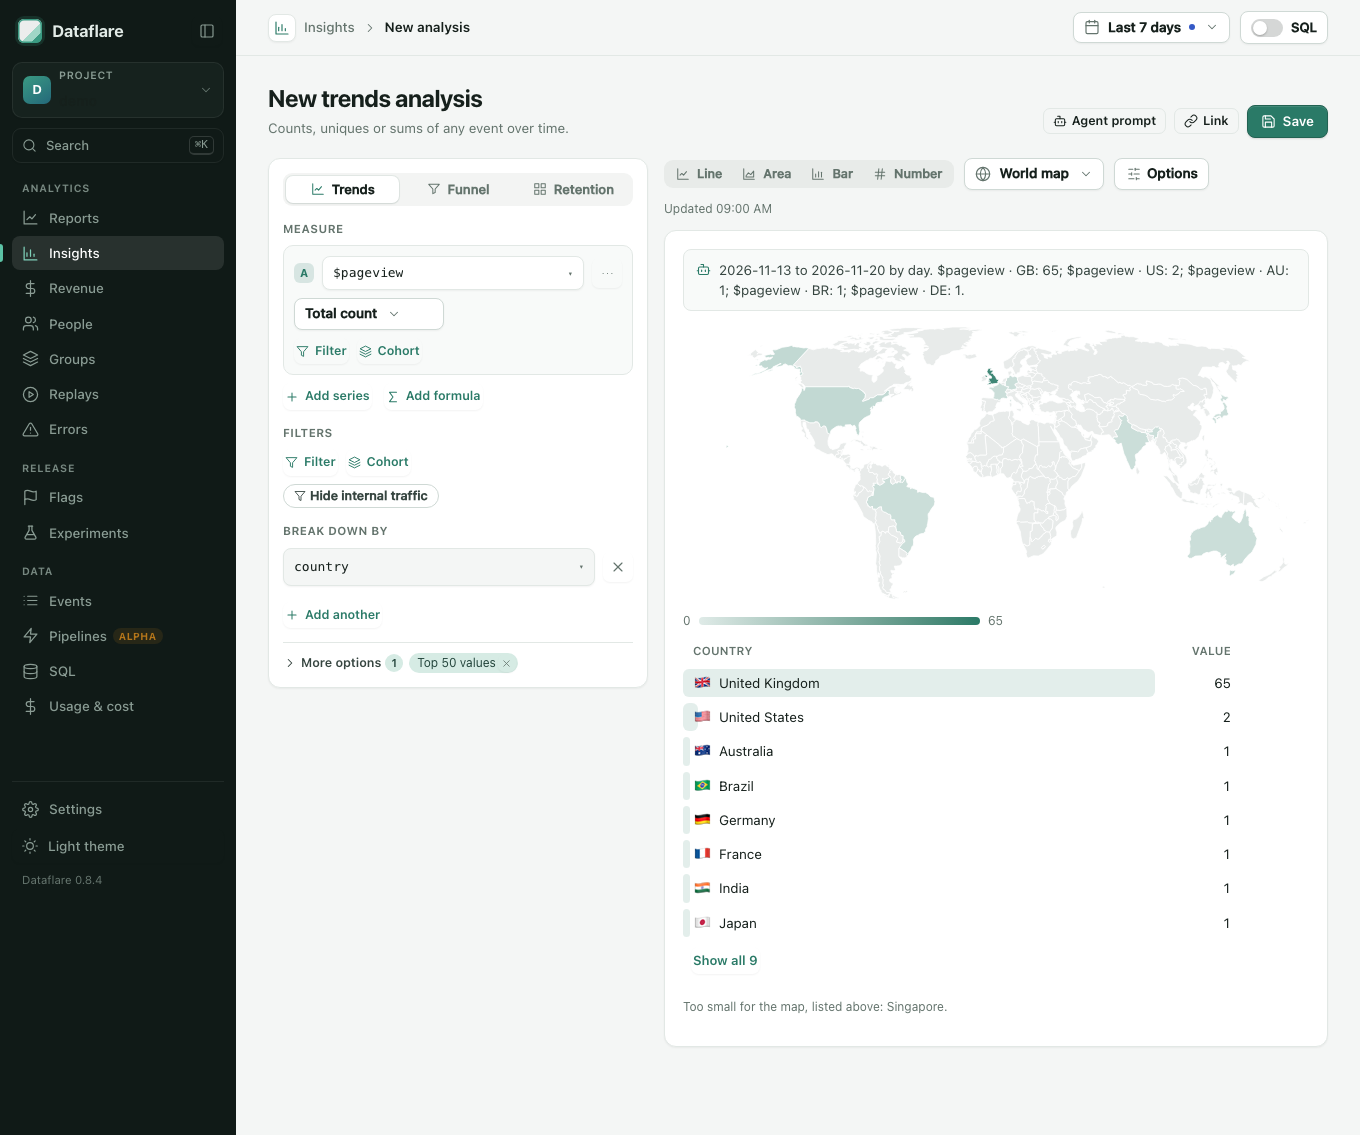 Dataflare
D
PROJECT
Search
⌘K
ANALYTICS
Reports
Insights
Revenue
People
Groups
Replays
Errors
RELEASE
Flags
Experiments
DATA
Events
Pipelines ALPHA
SQL
Usage & cost
Settings
Light theme
Dataflare 0.8.4
Insights > New analysis
Last 7 days
SQL
New trends analysis
Counts, uniques or sums of any event over time.
Agent prompt
Link
Save
Trends
Funnel
Retention
MEASURE
A
$pageview
...
Total count
Filter
Cohort
+ Add series
Σ Add formula
FILTERS
Filter
Cohort
Hide internal traffic
BREAK DOWN BY
country
+ Add another
More options 1 Top 50 values ×
Line
Area
Bar
# Number
World map
Options
Updated 09:00 AM
2026-11-13 to 2026-11-20 by day. $pageview · GB: 65; $pageview · US: 2; $pageview · AU:
1; $pageview · BR: 1; $pageview · DE: 1.
0
65
COUNTRY VALUE
United Kingdom 65
United States 2
Australia 1
Brazil 1
Germany 1
France 1
India 1
Japan 1
Show all 9
Too small for the map, listed above: Singapore.